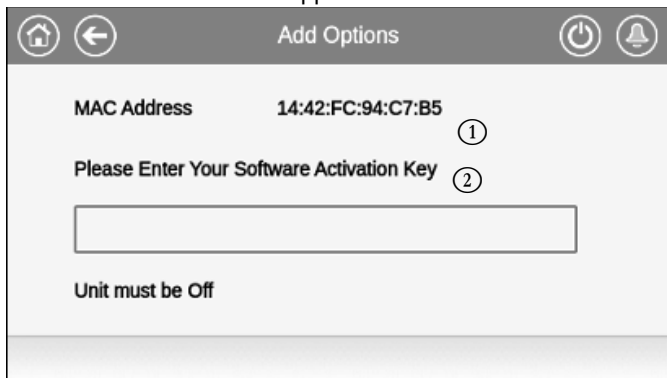 Add Options
MAC Address 14:42:FC:94:C7:B5
①
Please Enter Your Software Activation Key ②
Unit must be Off